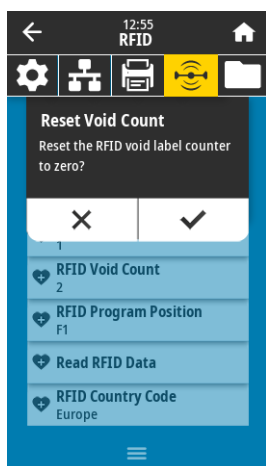 12:55
RFID
Reset Void Count
Reset the RFID void label counter
to zero?
1
RFID Void Count
2
RFID Program Position
F1
Read RFID Data
RFID Country Code
Europe